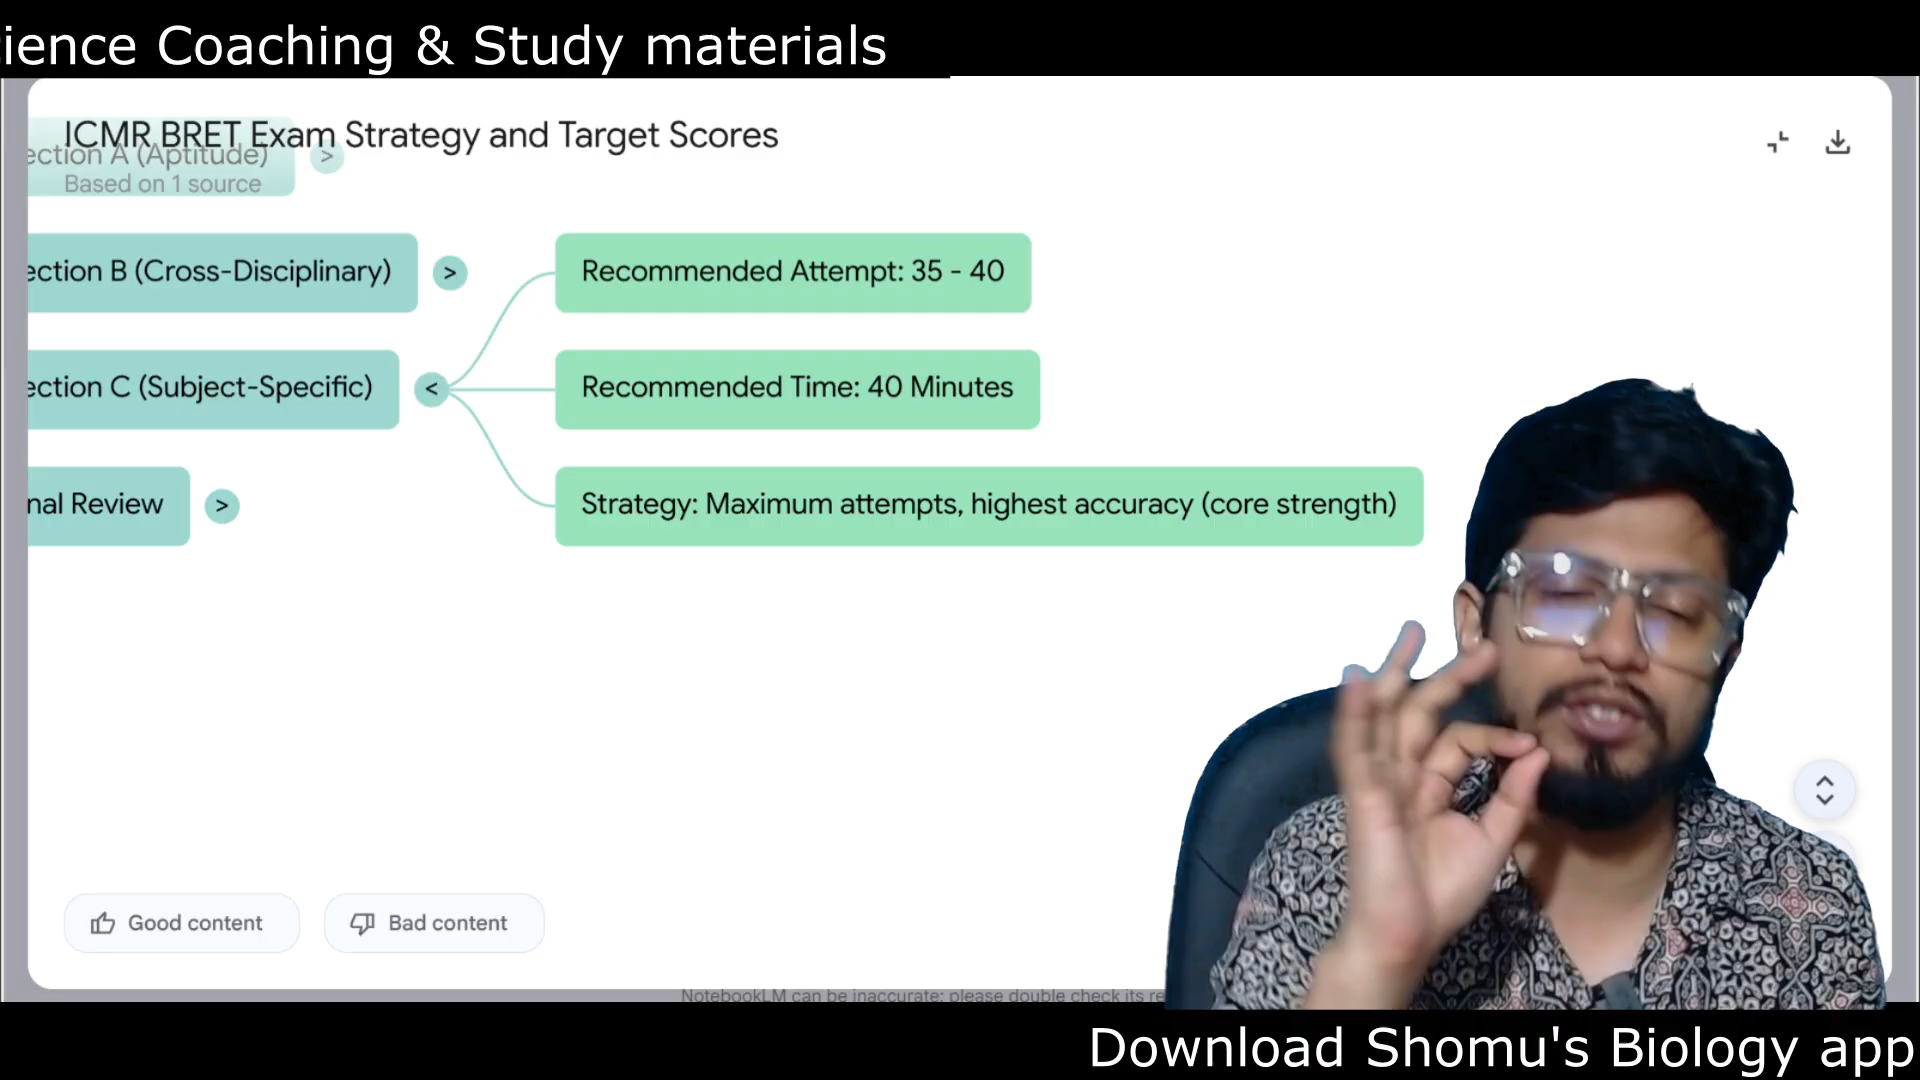 ience Coaching & Study materials
ICMR BRET Exam Strategy and Target Scores
ection A (Aptitude) >
Based on 1 source
ection B (Cross-Disciplinary) >
Recommended Attempt: 35 - 40
ection C (Subject-Specific) <
Recommended Time: 40 Minutes
nal Review >
Strategy: Maximum attempts, highest accuracy (core strength)
Good content
Bad content
NotebookLM can be inaccurate; please double check its re
Download Shomu's Biology app